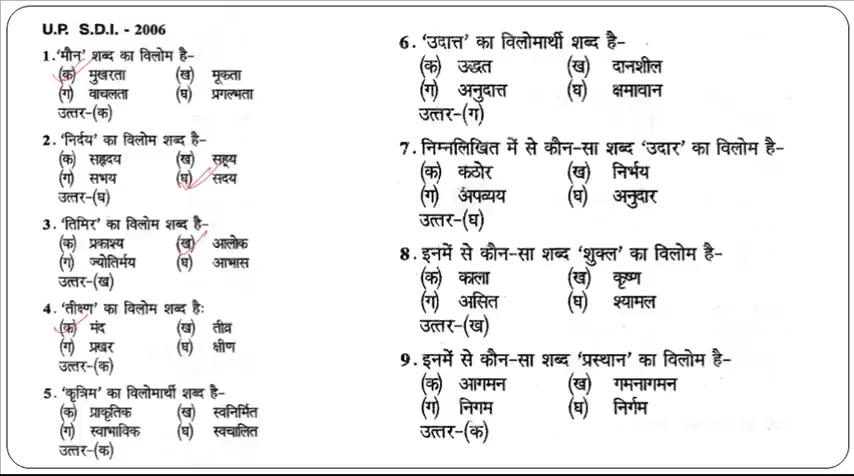 U.P. S.D.I. - 2006
1. 'मौन' शब्द का विलोम है-
(क) मुखरता (ख) मूकता
(ग) वाचलता (घ) प्रगल्भता
उत्तर-(क)
2. 'निर्दय' का विलोम शब्द है-
(क) सहृदय (ख) सह्रय
(ग) सभय (घ) सदय
उत्तर-(घ)
3. 'तिमिर' का विलोम शब्द है-
(क) प्रकाश्य (ख) आलोक
(ग) ज्योतिर्मय (घ) आभास
उत्तर-(ख)
4. 'तीक्ष्ण' का विलोम शब्द है:
(क) मंद (ख) तीव्र
(ग) प्रखर (घ) क्षीण
उत्तर-(क)
5. 'कृत्रिम' का विलोमार्थी शब्द है-
(क) प्राकृतिक (ख) स्वनिर्मित
(ग) स्वाभाविक (घ) स्वचालित
उत्तर-(क)
6. 'उदात्त' का विलोमार्थी शब्द है-
(क) उद्धत (ख) दानशील
(ग) अनुदात्त (घ) क्षमावान
उत्तर-(ग)
7. निम्नलिखित में से कौन-सा शब्द 'उदार' का विलोम है-
(क) कठोर (ख) निर्भय
(ग) अपव्यय (घ) अनुदार
उत्तर-(घ)
8. इनमें से कौन-सा शब्द 'शुक्ल' का विलोम है-
(क) काला (ख) कृष्ण
(ग) असित (घ) श्यामल
उत्तर-(ख)
9. इनमें से कौन-सा शब्द 'प्रस्थान' का विलोम है-
(क) आगमन (ख) गमनागमन
(ग) निगम (घ) निर्गम
उत्तर-(क)